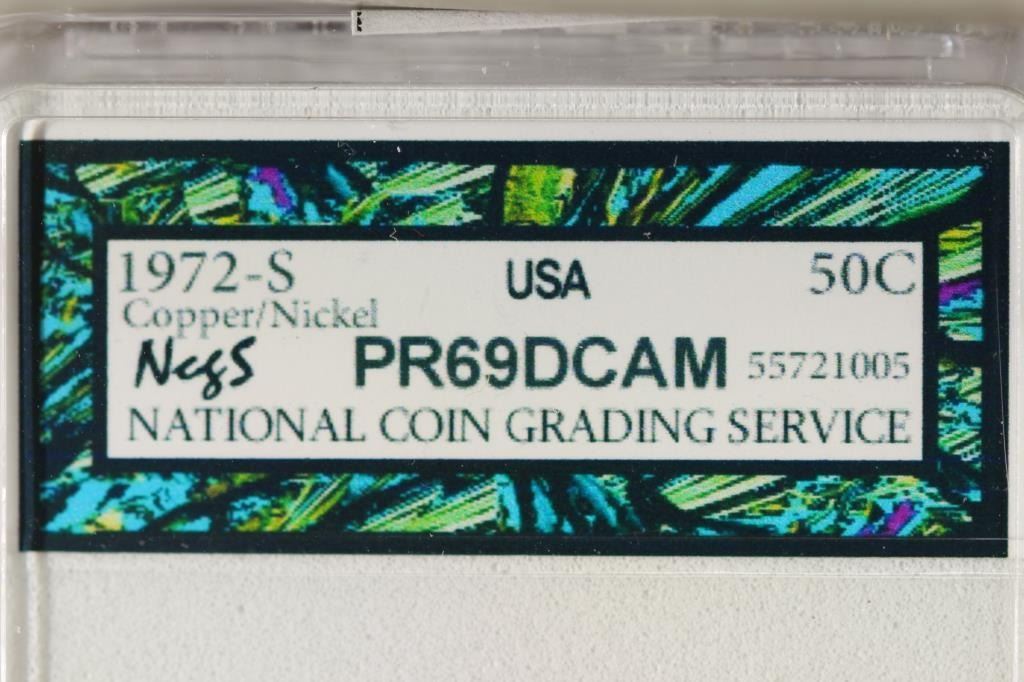 1972-S USA 50C
Copper/Nickel
NcgS PR69DCAM 55721005
NATIONAL COIN GRADING SERVICE